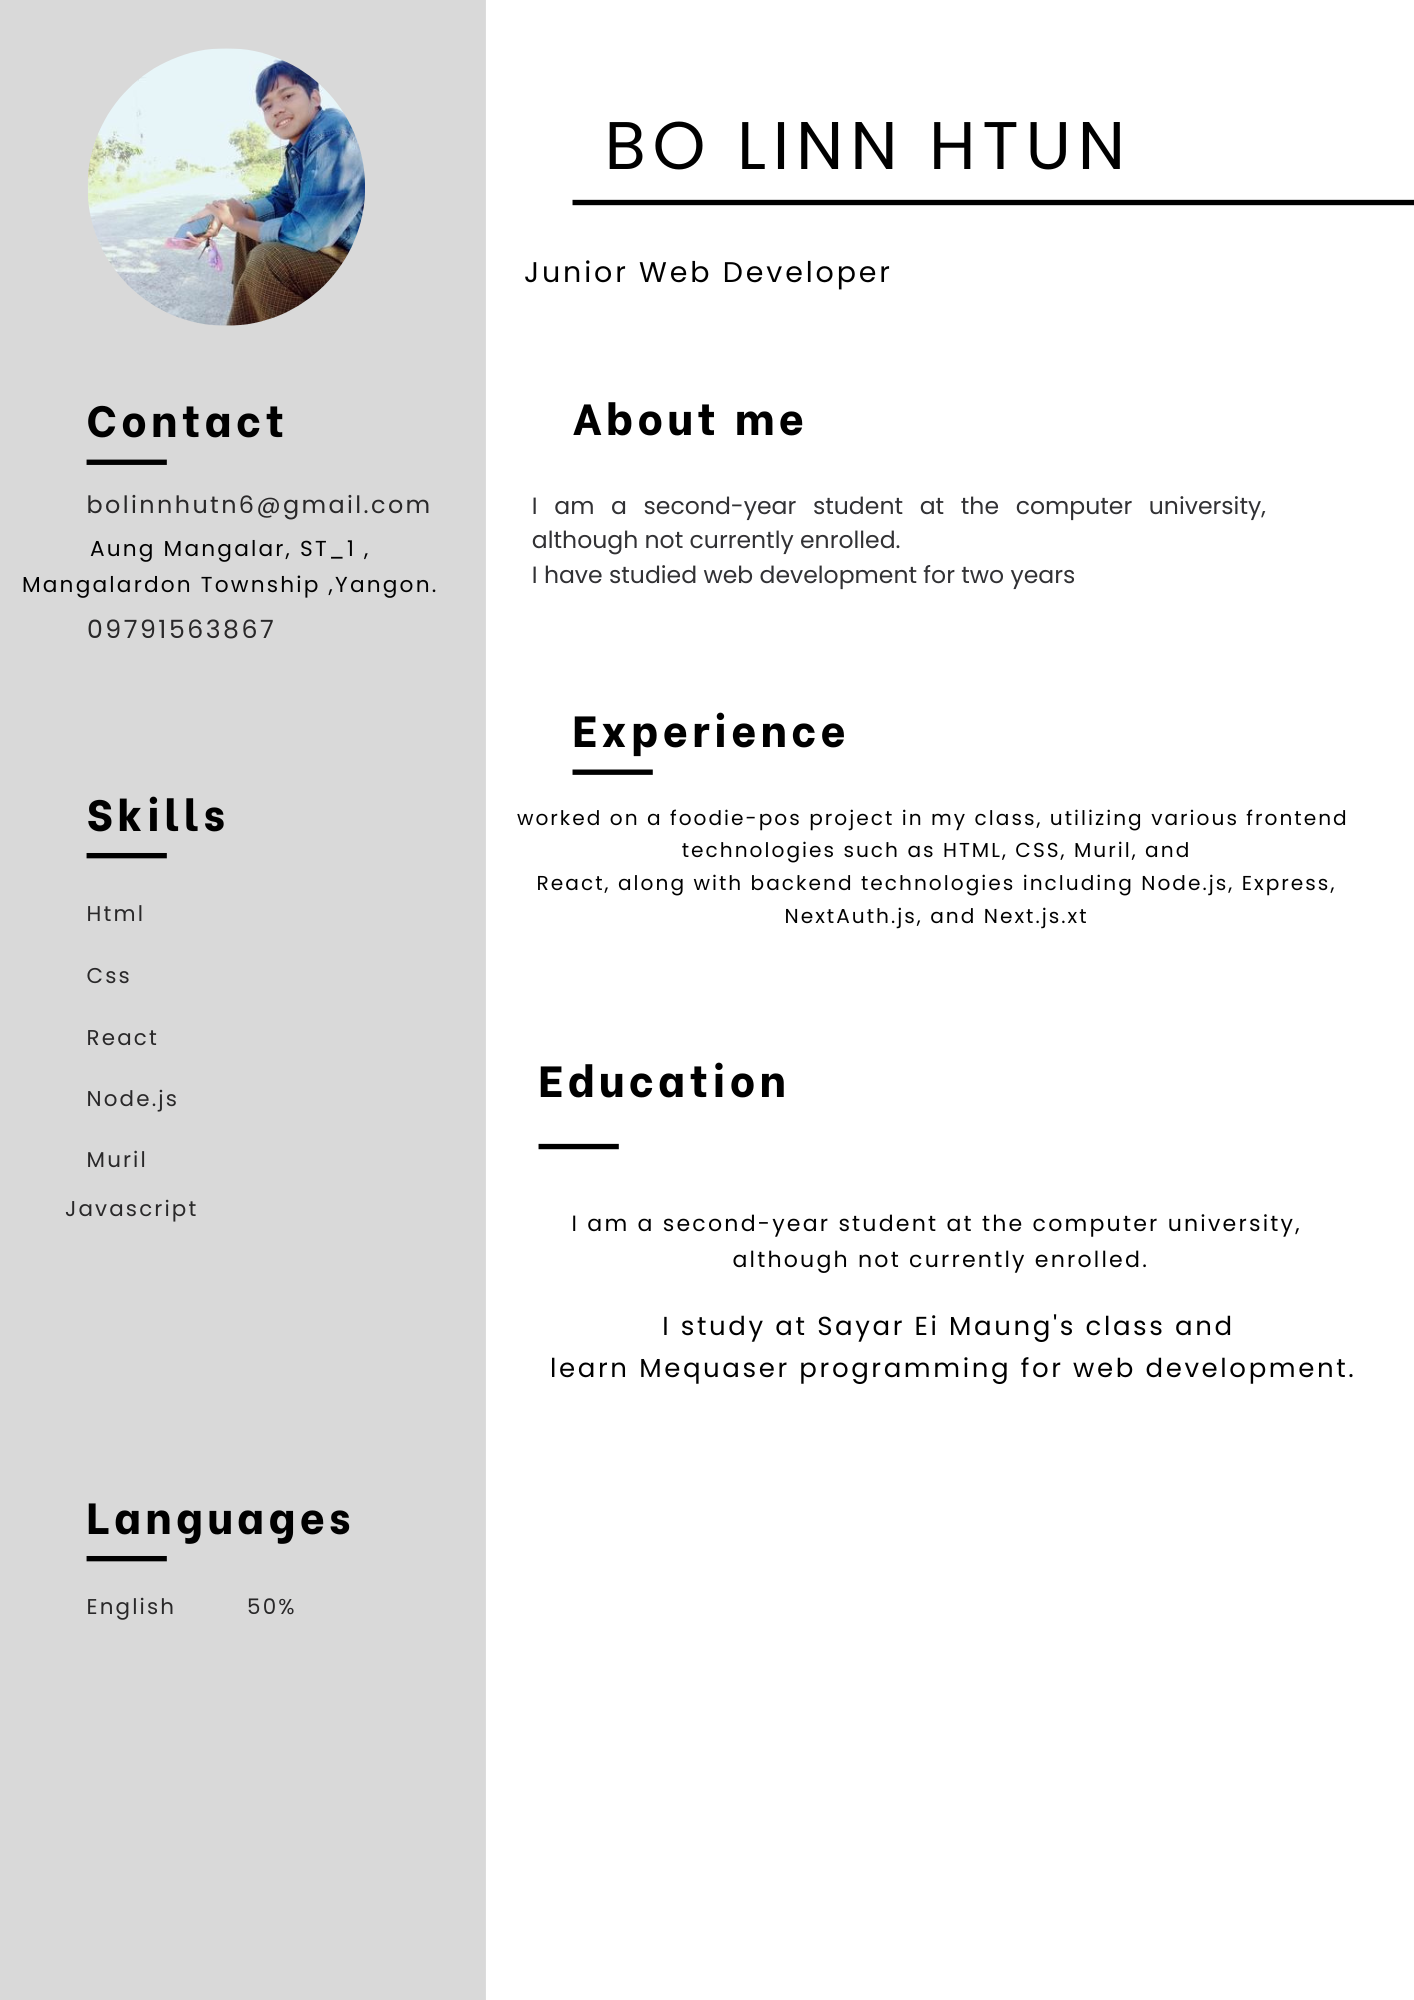 BO LINN HTUN
Junior Web Developer
Contact
bolinnhutn6@gmail.com
Aung Mangalar, ST_1 ,
Mangalardon Township ,Yangon.
09791563867
Skills
Html
Css
React
Node.js
Muril
Javascript
Languages
English 50%
About me
I am a second-year student at the computer university,
although not currently enrolled.
I have studied web development for two years
Experience
worked on a foodie-pos project in my class, utilizing various frontend
technologies such as HTML, CSS, Muril, and
React, along with backend technologies including Node.js, Express,
NextAuth.js, and Next.js.xt
Education
I am a second-year student at the computer university,
although not currently enrolled.
I study at Sayar Ei Maung's class and
learn Mequaser programming for web development.